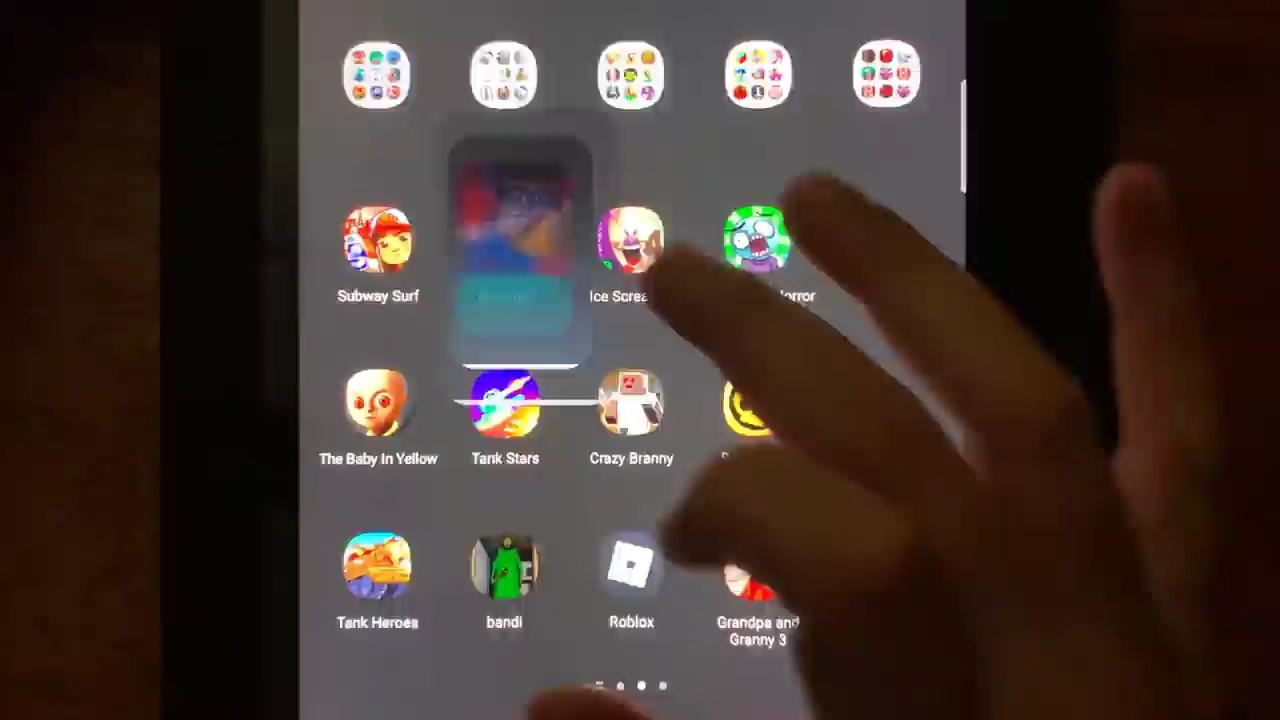 Subway Surf
Ice Screa
orror
The Baby In Yellow
Tank Stars
Crazy Branny
Tank Heroes
bandi
Roblox
Grandpa and
Granny 3